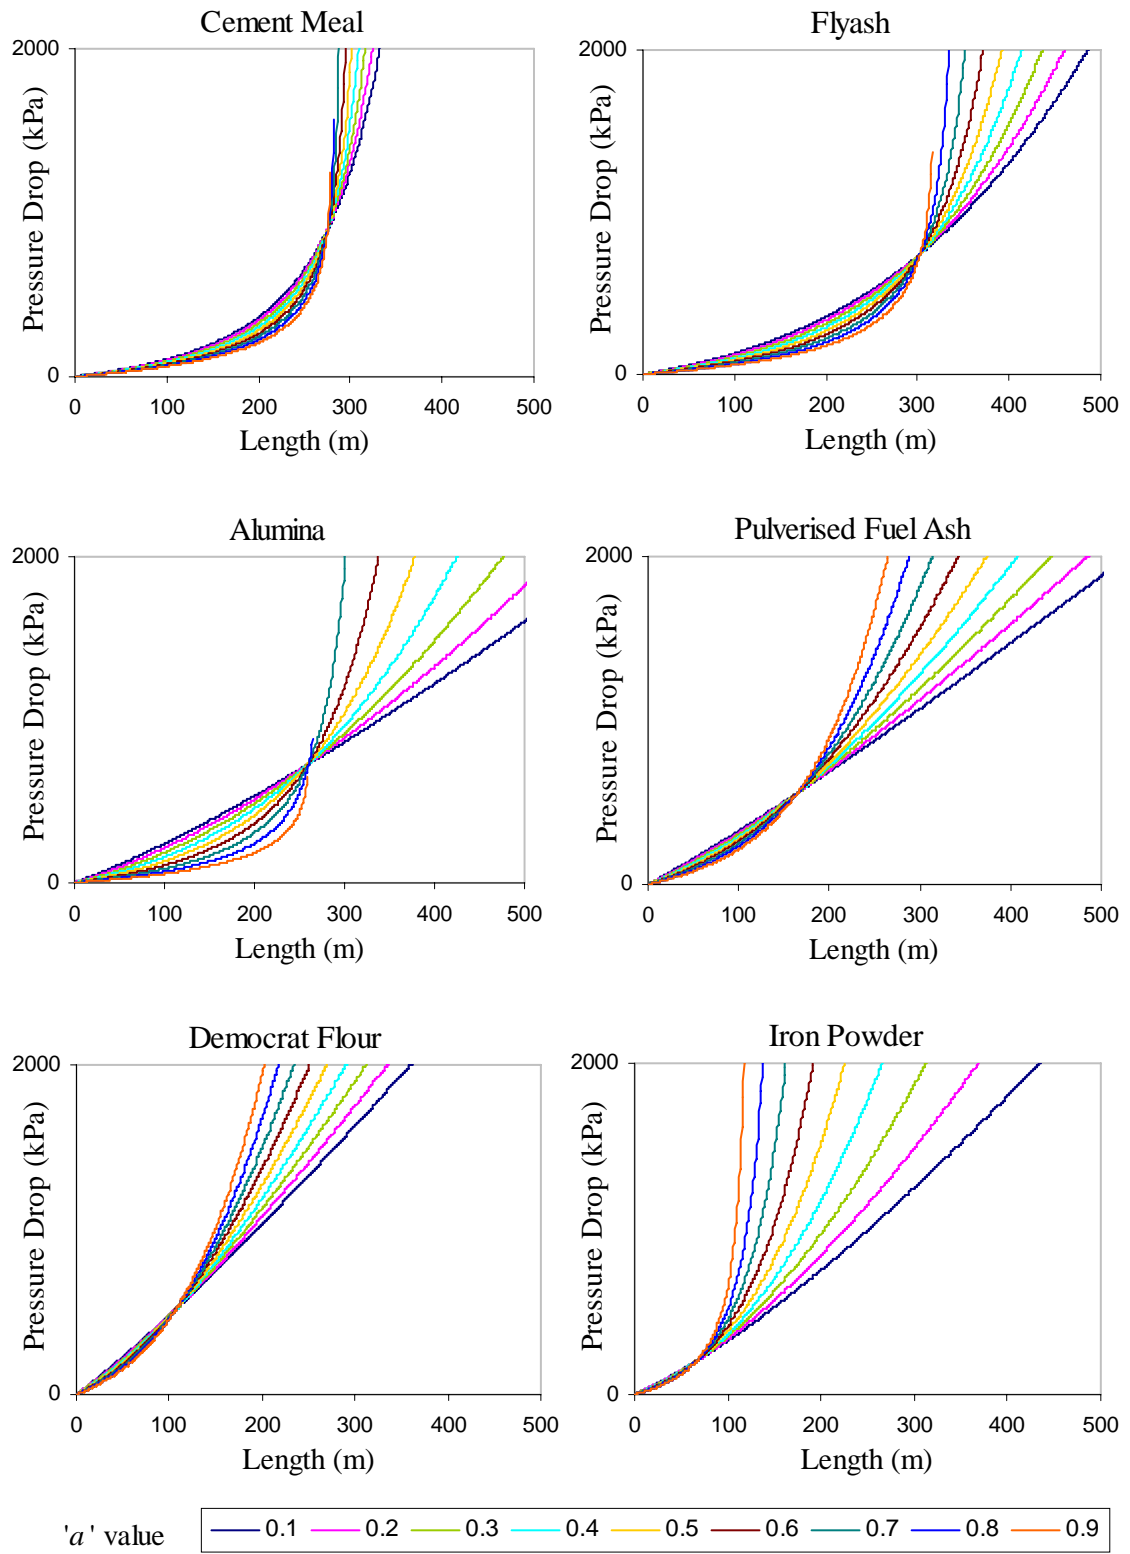 Cement Meal
2000
Pressure Drop (kPa)
0
0 100 200 300 400 500
Length (m)
Flyash
2000
Pressure Drop (kPa)
0
0 100 200 300 400 500
Length (m)
Alumina
2000
Pressure Drop (kPa)
0
0 100 200 300 400 500
Length (m)
Pulverised Fuel Ash
2000
Pressure Drop (kPa)
0
0 100 200 300 400 500
Length (m)
Democrat Flour
2000
Pressure Drop (kPa)
0
0 100 200 300 400 500
Length (m)
Iron Powder
2000
Pressure Drop (kPa)
0
0 100 200 300 400 500
Length (m)
'a' value 0.1 0.2 0.3 0.4 0.5 0.6 0.7 0.8 0.9